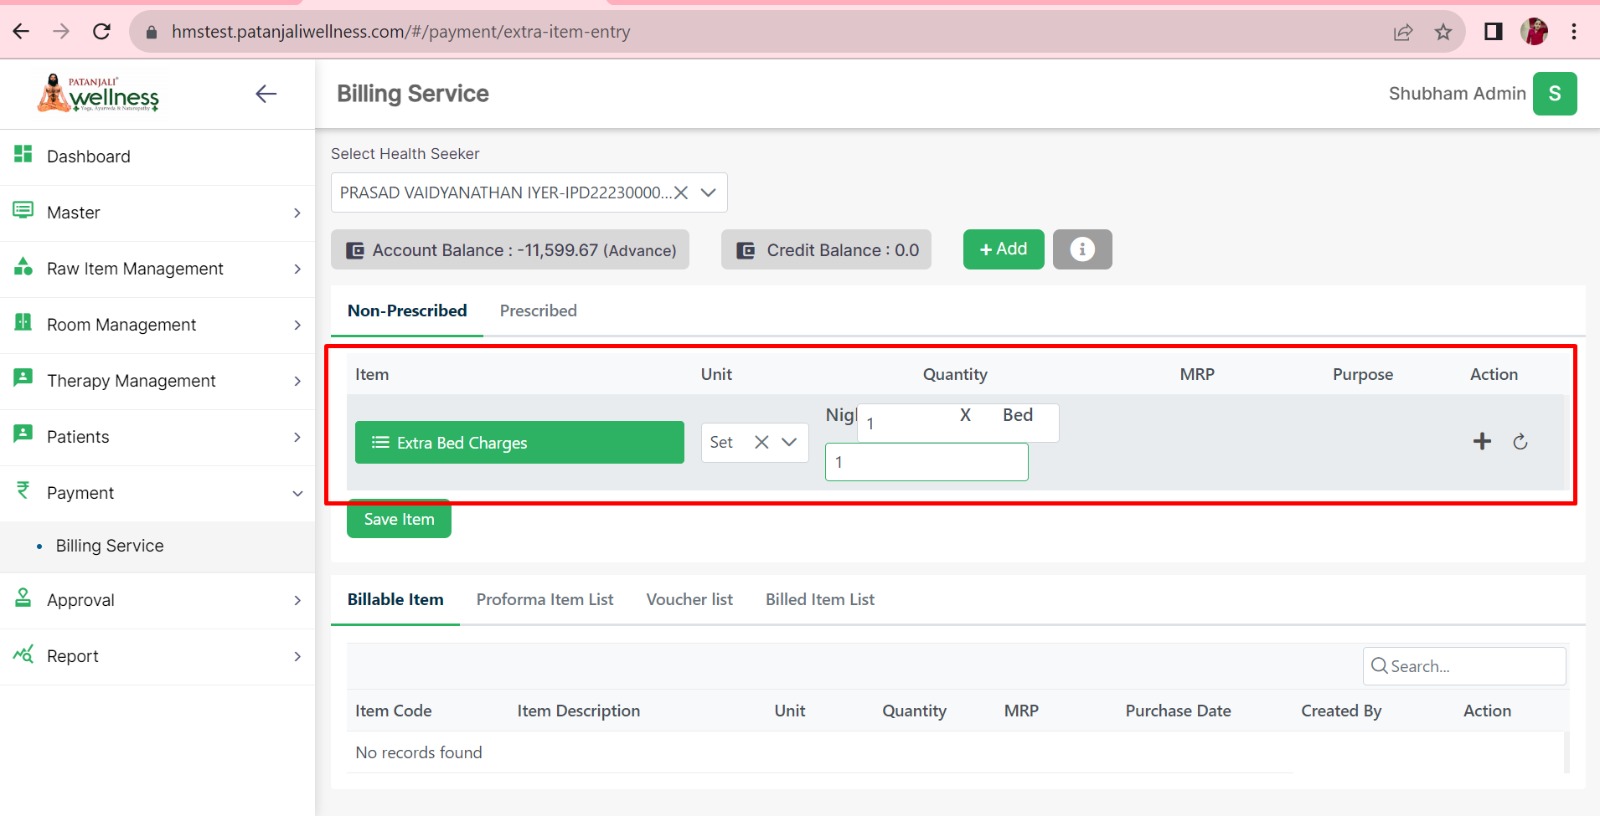 hmstest.patanjaliwellness.com/#/payment/extra-item-entry
PATANJALI®
wellness
Yoga, Ayurveda & Naturopathy
Billing Service
Shubham Admin
S
Dashboard
Master
Raw Item Management
Room Management
Therapy Management
Patients
Payment
Billing Service
Approval
Report
Select Health Seeker
PRASAD VAIDYANATHAN IYER-IPD22230000...
Account Balance : -11,599.67 (Advance)
Credit Balance : 0.0
+ Add
Non-Prescribed
Prescribed
Item Unit Quantity MRP Purpose Action
Extra Bed Charges
Set
Nigl
1
X
Bed
1
Save Item
Billable Item
Proforma Item List
Voucher list
Billed Item List
Search...
Item Code Item Description Unit Quantity MRP Purchase Date Created By Action
No records found